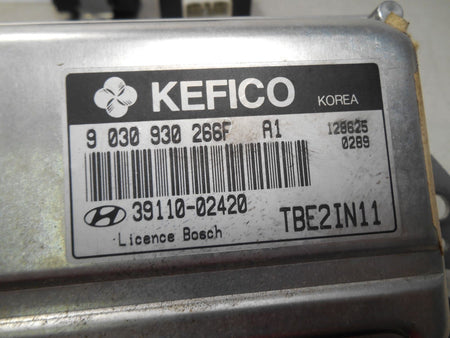 KEFICO KOREA
9 030 930 266F A1 128625
0289
39110-02420 TBE2IN11
Licence Bosch